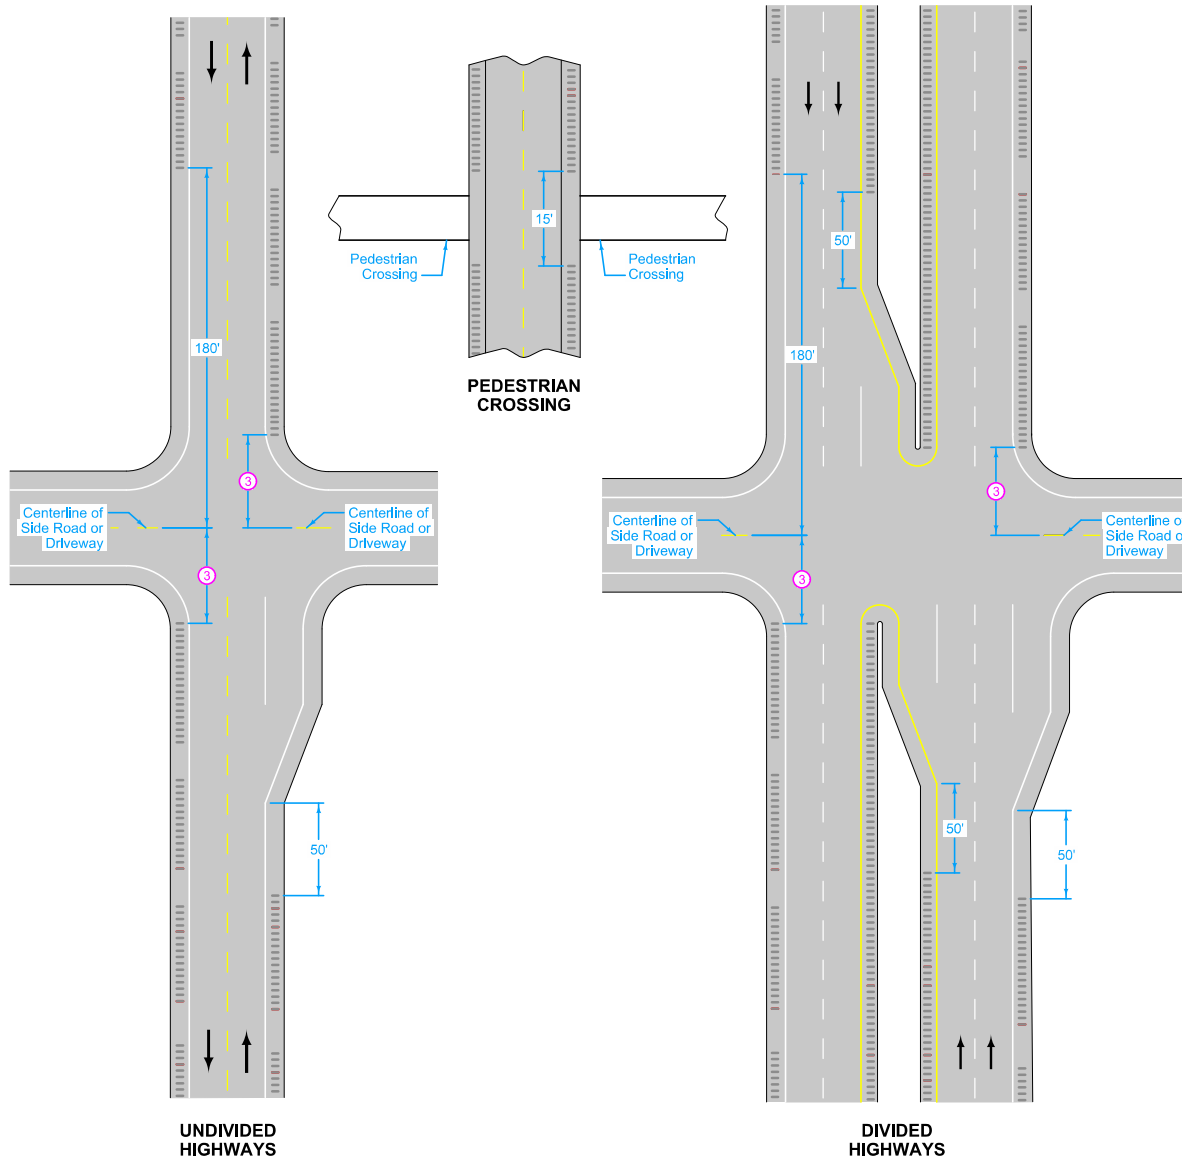 15'
Pedestrian
Crossing
Pedestrian
Crossing
PEDESTRIAN
CROSSING
180'
3
Centerline of
Side Road or
Driveway
Centerline of
Side Road or
Driveway
3
50'
UNDIVIDED
HIGHWAYS
50'
180'
3
Centerline of
Side Road or
Driveway
Centerline o
Side Road o
Driveway
3
50'
50'
DIVIDED
HIGHWAYS